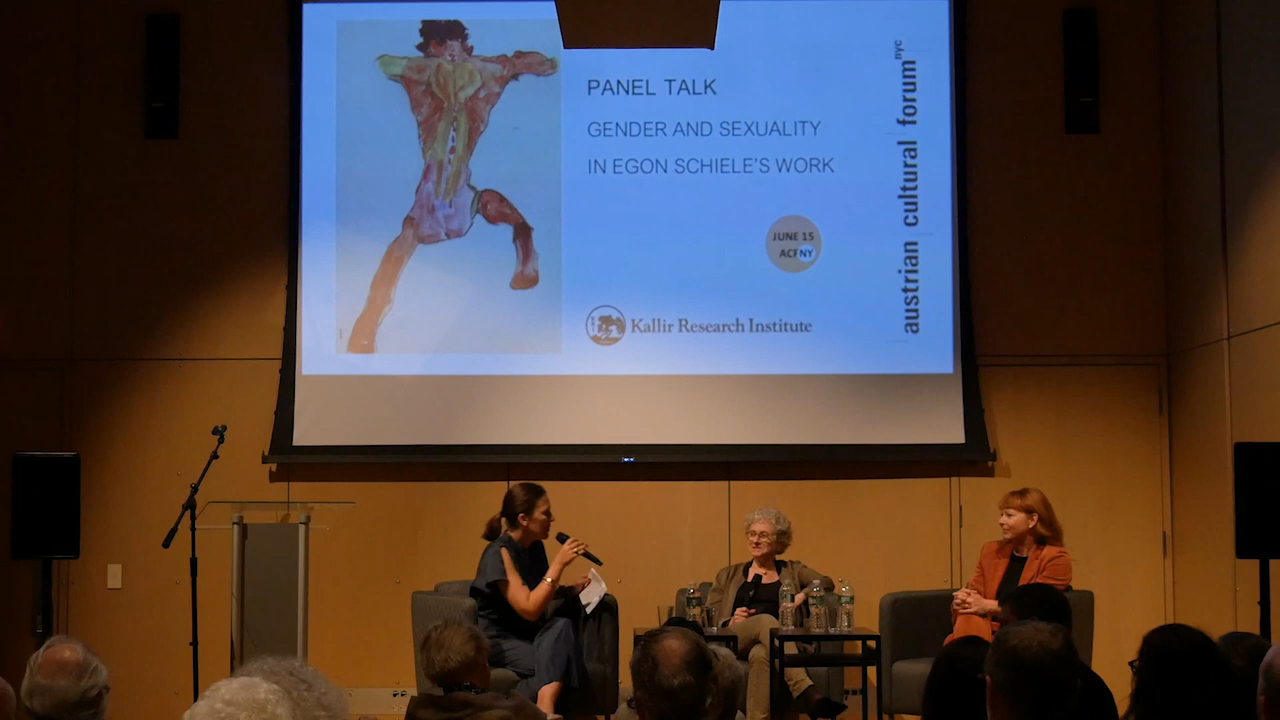 PANEL TALK
GENDER AND SEXUALITY
IN EGON SCHIELE'S WORK
JUNE 15
ACFNY
Kallir Research Institute
austrian cultural forum nyc